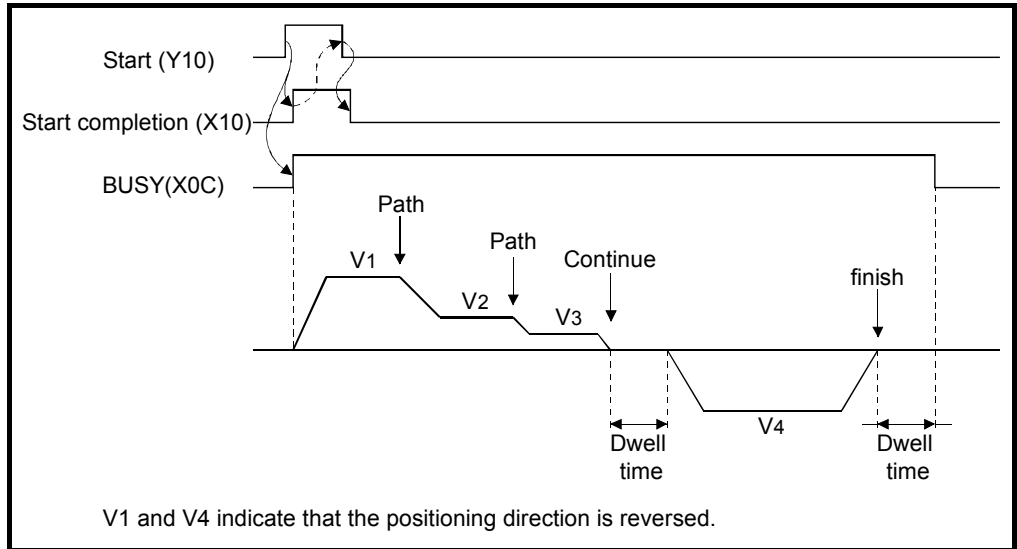 Start (Y10)
Start completion (X10)
BUSY(X0C)
Path
V1
Path
V2
V3
Continue
finish
V4
Dwell
time
Dwell
time
V1 and V4 indicate that the positioning direction is reversed.